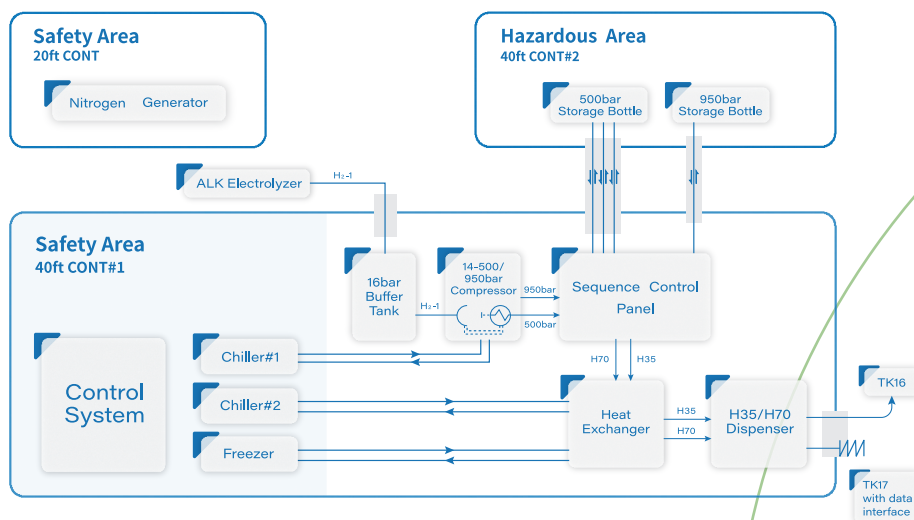 Safety Area
20ft CONT
Nitrogen Generator
Hazardous Area
40ft CONT#2
500bar
Storage Bottle
950bar
Storage Bottle
ALK Electrolyzer
H₂-1
Safety Area
40ft CONT#1
16bar
Buffer
Tank
H₂-1
14-500/
950bar
Compressor
950bar
500bar
Sequence Control
Panel
H70
H35
Control
System
Chiller#1
Chiller#2
Freezer
Heat
Exchanger
H35
H70
H35/H70
Dispenser
TK16
TK17
with data
interface